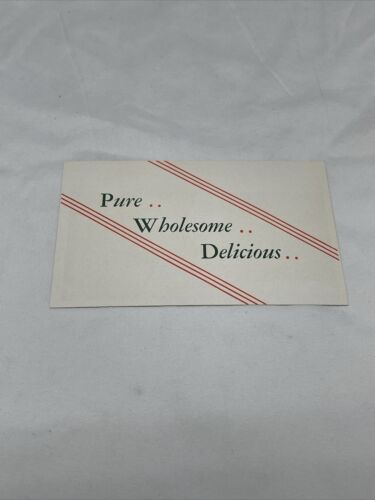 Pure ..
Wholesome ..
Delicious ..